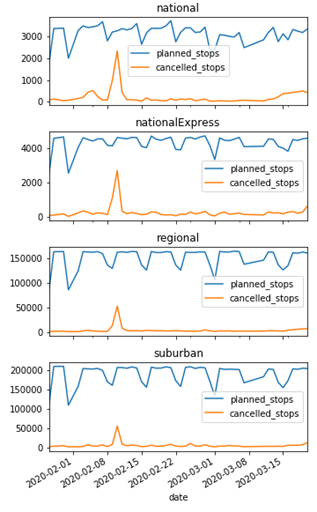 national
3000
2000
1000
0
planned_stops
cancelled_stops
nationalExpress
4000
2000
0
planned_stops
cancelled_stops
regional
150000
100000
50000
0
planned_stops
cancelled_stops
suburban
200000
150000
100000
50000
0
planned_stops
cancelled_stops
2020-02-01
2020-02-08
2020-02-15
2020-02-22
2020-03-01
2020-03-08
2020-03-15
date